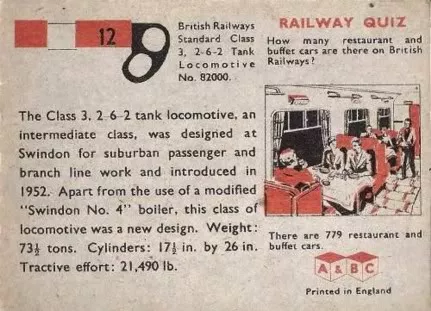 12
British Railways
Standard Class
3, 2-6-2 Tank
Locomotive
No. 82000.
The Class 3, 2-6-2 tank locomotive, an
intermediate class, was designed at
Swindon for suburban passenger and
branch line work and introduced in
1952. Apart from the use of a modified
"Swindon No. 4" boiler, this class of
locomotive was a new design. Weight:
73½ tons. Cylinders: 17½ in. by 26 in.
Tractive effort: 21,490 lb.
RAILWAY QUIZ
How many restaurant and
buffet cars are there on British
Railways?
There are 779 restaurant and
buffet cars.
A & B C
Printed in England